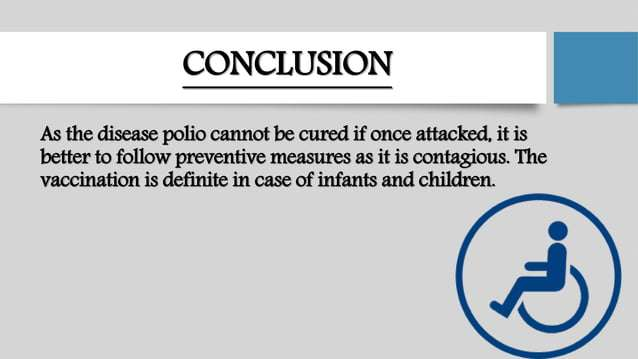 CONCLUSION
As the disease polio cannot be cured if once attacked, it is
better to follow preventive measures as it is contagious. The
vaccination is definite in case of infants and children.